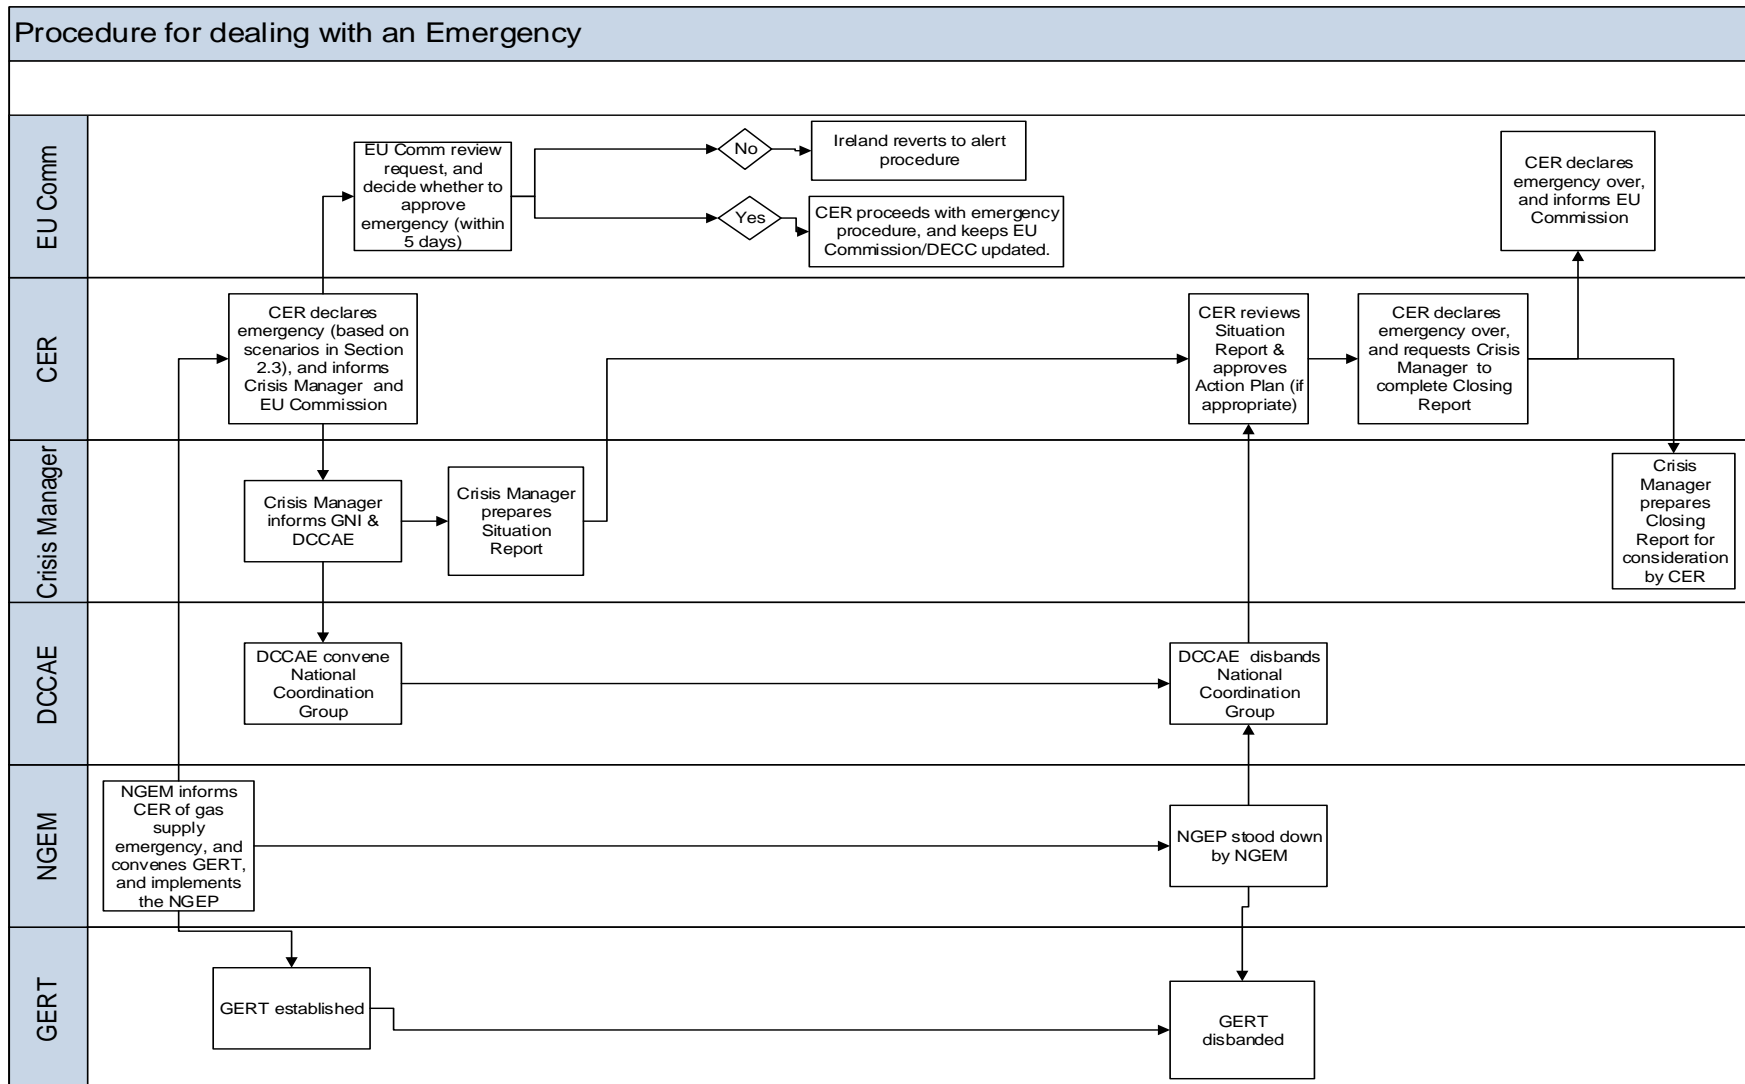 Procedure for dealing with an Emergency
EU Comm
EU Comm review
request, and
decide whether to
approve
emergency (within
5 days)
No
Ireland reverts to alert
procedure
Yes
CER proceeds with emergency
procedure, and keeps EU
Commission/DECC updated.
CER declares
emergency over,
and informs EU
Commission
CER
CER declares
emergency (based on
scenarios in Section
2.3), and informs
Crisis Manager and
EU Commission
CER reviews
Situation
Report &
approves
Action Plan (if
appropriate)
CER declares
emergency over,
and requests Crisis
Manager to
complete Closing
Report
Crisis Manager
Crisis Manager
informs GNI &
DCCAE
Crisis Manager
prepares
Situation
Report
Crisis
Manager
prepares
Closing
Report for
consideration
by CER
DCCAE
DCCAE convene
National
Coordination
Group
DCCAE disbands
National
Coordination
Group
NGEM
NGEM informs
CER of gas
supply
emergency, and
convenes GERT,
and implements
the NGEP
NGEP stood down
by NGEM
GERT
GERT established
GERT
disbanded